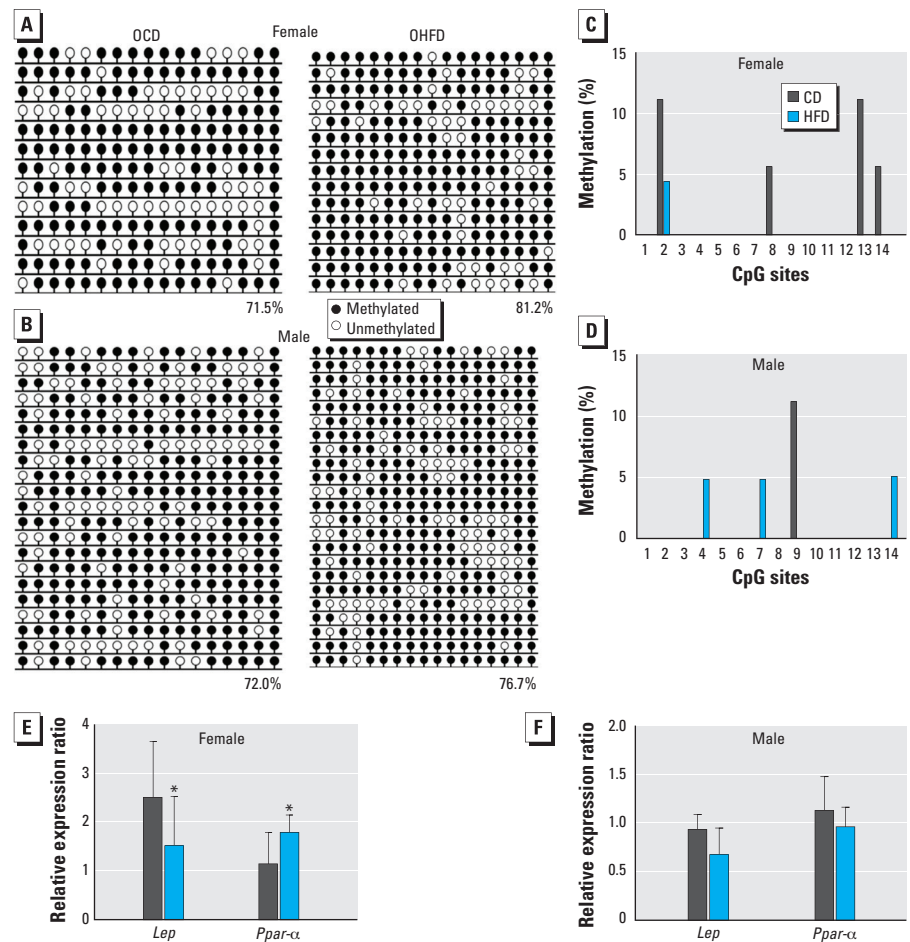 A
OCD
Female
OHFD
71.5%
81.2%
B
Methylated
Unmethylated
Male
72.0%
76.7%
C
Female
CD
HFD
Methylation (%)
15
10
5
0
1 2 3 4 5 6 7 8 9 10 11 12 13 14
CpG sites
D
Male
Methylation (%)
15
10
5
0
1 2 3 4 5 6 7 8 9 10 11 12 13 14
CpG sites
E
Female
Relative expression ratio
4
3
2
1
0
*
*
Lep
Ppar-α
F
Male
Relative expression ratio
2.0
1.5
1.0
0.5
0
Lep
Ppar-α